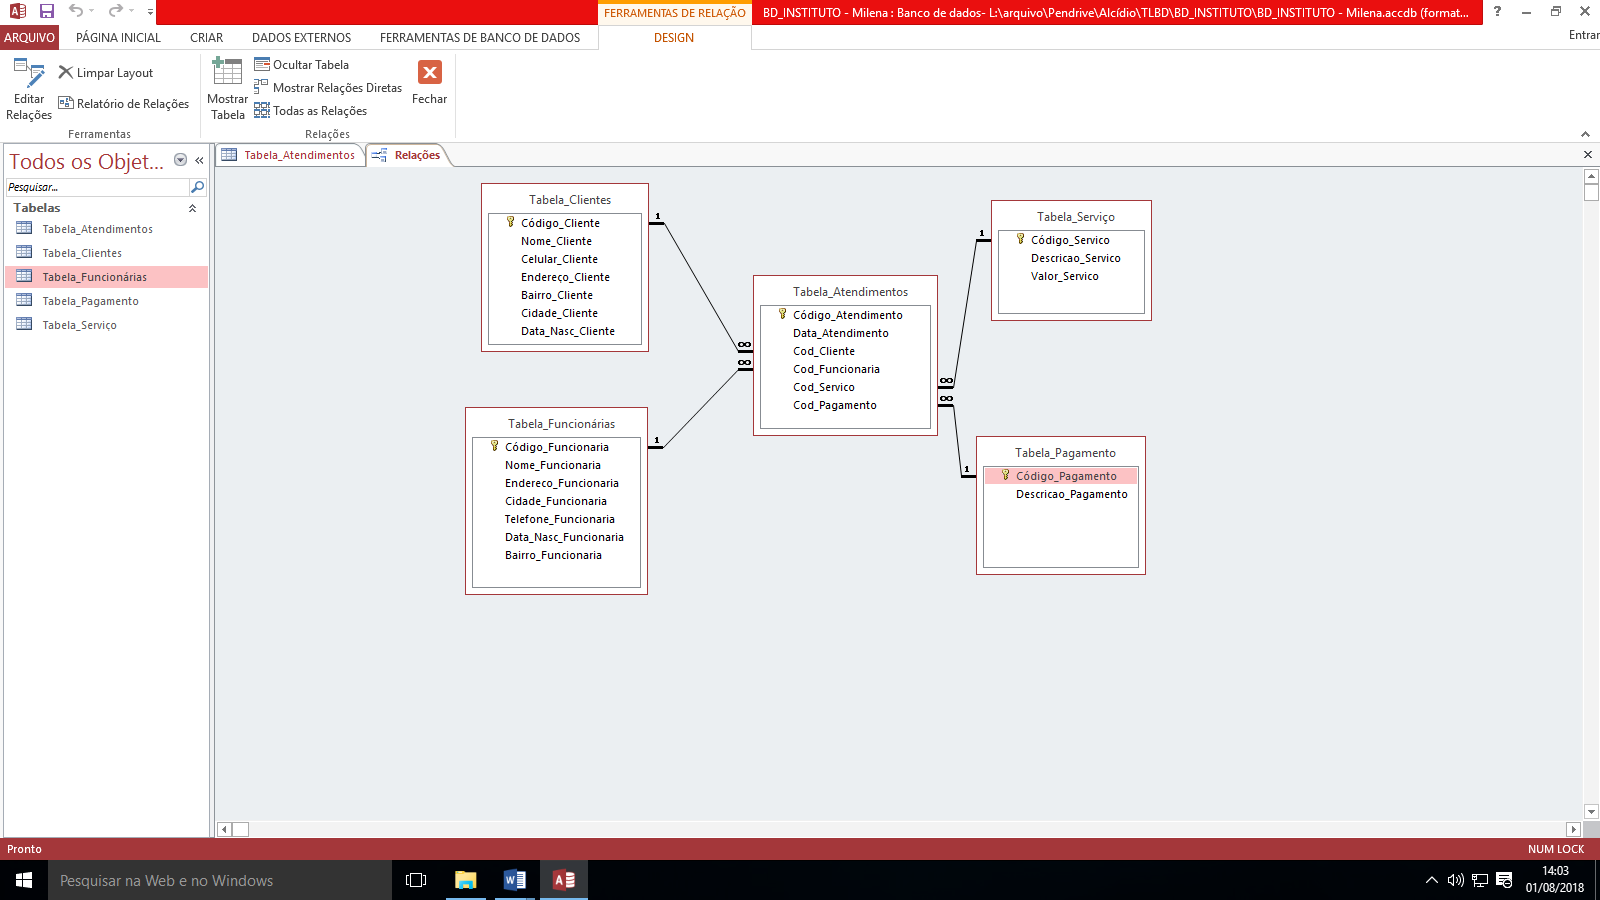 FERRAMENTAS DE RELAÇÃO
BD_INSTITUTO - Milena : Banco de dados- L:\arquivo\Pendrive\Alcídio\TLBD\BD_INSTITUTO\BD_INSTITUTO - Milena.accdb (format...
?
ARQUIVO
PÁGINA INICIAL
CRIAR
DADOS EXTERNOS
FERRAMENTAS DE BANCO DE DADOS
DESIGN
Entrar
Editar
Relações
Limpar Layout
Relatório de Relações
Ferramentas
Mostrar
Tabela
Ocultar Tabela
Mostrar Relações Diretas
Todas as Relações
Relações
Fechar
Todos os Objet... «
Pesquisar...
Tabelas
Tabela_Atendimentos
Tabela_Clientes
Tabela_Funcionárias
Tabela_Pagamento
Tabela_Serviço
Tabela_Atendimentos
Relações
Tabela_Clientes
Código_Cliente
Nome_Cliente
Celular_Cliente
Endereço_Cliente
Bairro_Cliente
Cidade_Cliente
Data_Nasc_Cliente
1
∞
Tabela_Funcionárias
Código_Funcionaria
Nome_Funcionaria
Endereco_Funcionaria
Cidade_Funcionaria
Telefone_Funcionaria
Data_Nasc_Funcionaria
Bairro_Funcionaria
1
∞
Tabela_Atendimentos
Código_Atendimento
Data_Atendimento
Cod_Cliente
Cod_Funcionaria
Cod_Servico
Cod_Pagamento
∞
∞
Tabela_Serviço
Código_Servico
Descricao_Servico
Valor_Servico
1
Tabela_Pagamento
Código_Pagamento
Descricao_Pagamento
1
Pronto
NUM LOCK
Pesquisar na Web e no Windows
14:03
01/08/2018